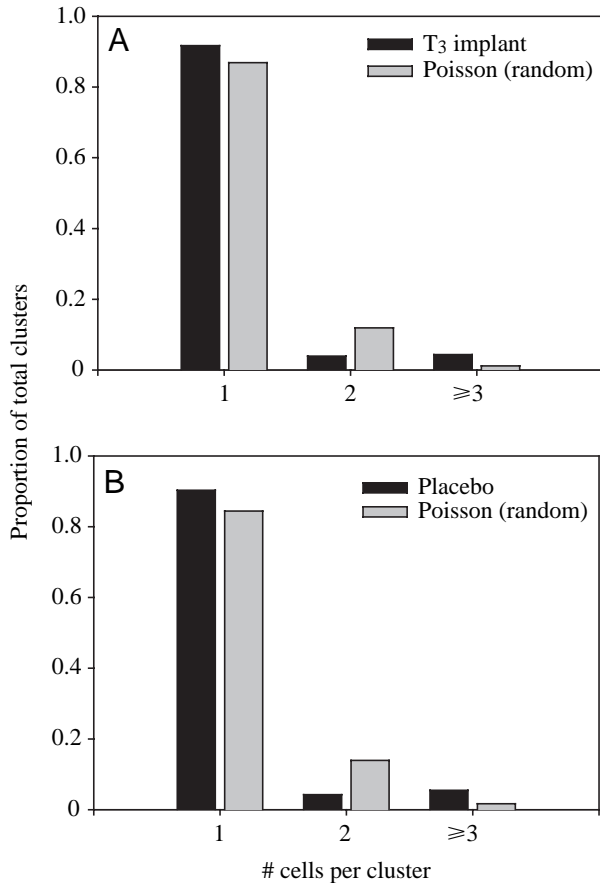 Proportion of total clusters
A
T3 implant
Poisson (random)
1.0
0.8
0.6
0.4
0.2
0
1
2
⩾3
B
Placebo
Poisson (random)
1.0
0.8
0.6
0.4
0.2
0
1
2
⩾3
# cells per cluster